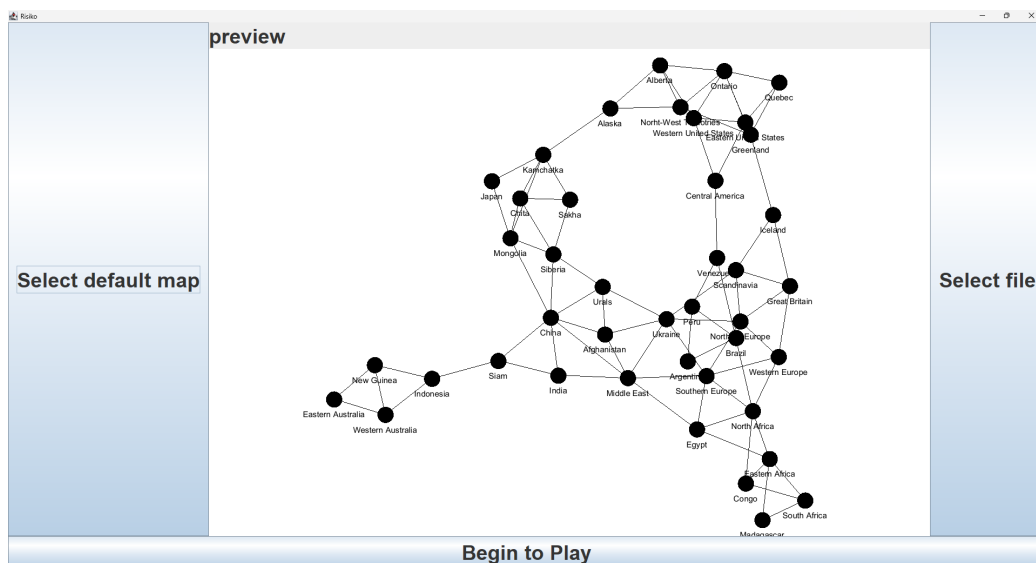 Risiko
preview
Alberta
Ontario
Quebec
Alaska
Western United States
Greenland
Kamchatka
Central America
Japan
Chita
Sakha
Iceland
Mongolia
Siberia
Scandinavia
Select default map
Select file
Great Britain
Urals
China
Ukraine
Peru
Afghanistan
Brazil
Siam
Western Europe
New Guinea
India
Middle East
Southern Europe
Indonesia
Eastern Australia
Western Australia
North Africa
Egypt
Eastern Africa
Congo
South Africa
Madagascar
Begin to Play